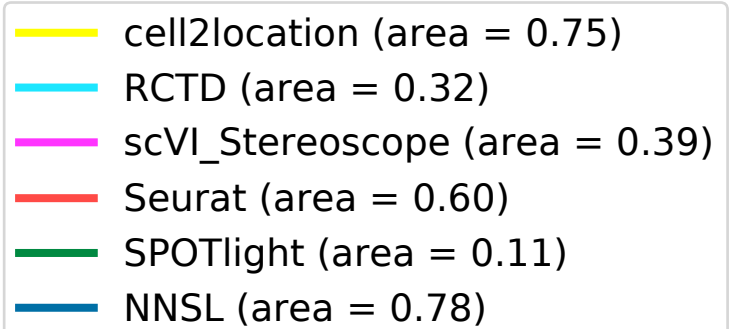 cell2location (area = 0.75)
RCTD (area = 0.32)
scVI_Stereoscope (area = 0.39)
Seurat (area = 0.60)
SPOTlight (area = 0.11)
NNSL (area = 0.78)